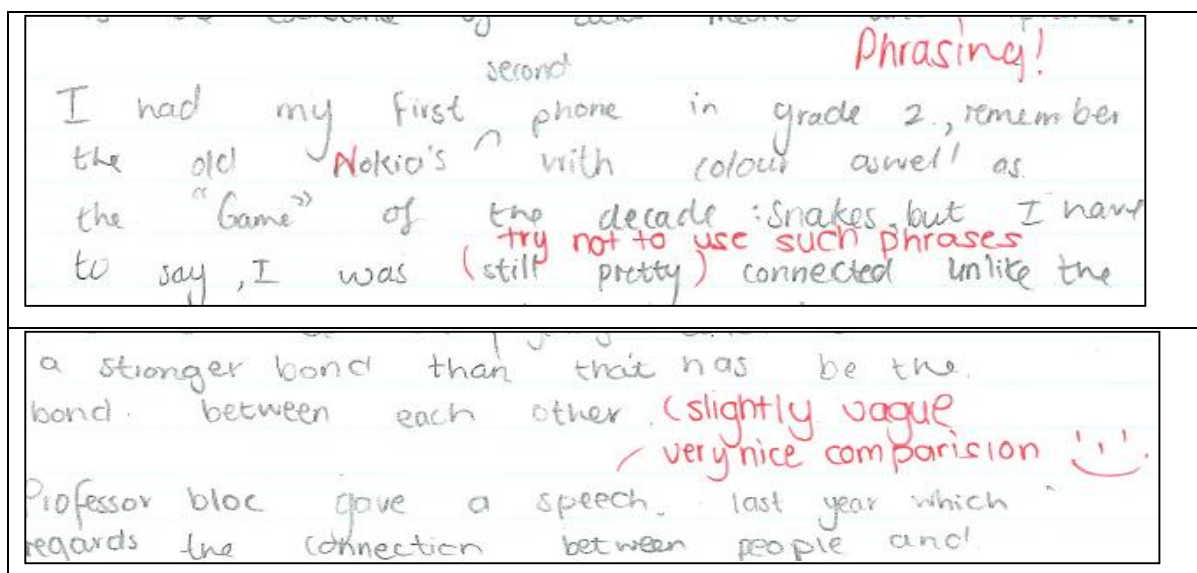 Phrasing!
second
I had my first ^ phone in grade 2., remember
the old Nokia's with colour aswell as
the "Game" of the decade : Snakes, but I have
try not to use such phrases
to say, I was (still pretty) connected unlike the
a stronger bond than that has be the.
bond. between each other. (slightly vague
very nice comparision
Professor bloc gave a speech. last year which
regards the connection between people and